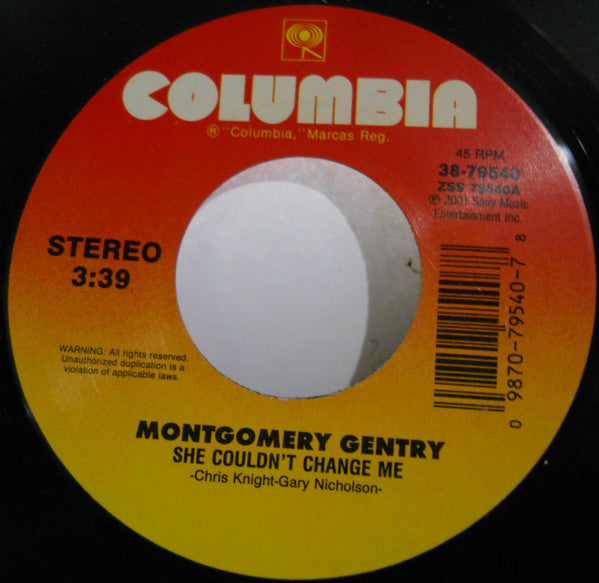 COLUMBIA
® "Columbia," Marcas Reg.
45 RPM
38-79540
ZSS 79540A
℗ 2001 Sony Music
Entertainment Inc.
STEREO
3:39
WARNING: All rights reserved.
Unauthorized duplication is a
violation of applicable laws.
0 9870-79540-7 8
MONTGOMERY GENTRY
SHE COULDN'T CHANGE ME
-Chris Knight-Gary Nicholson-